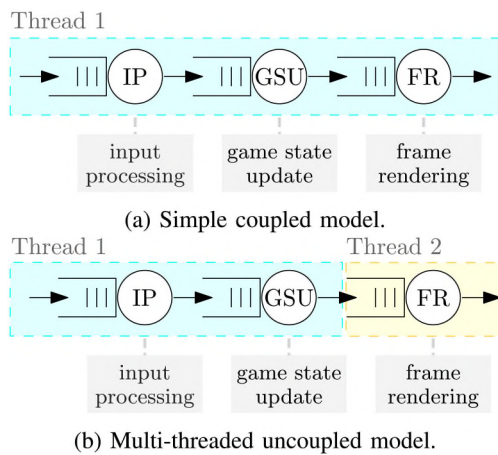 Thread 1
IP GSU FR
input game state frame
processing update rendering
(a) Simple coupled model.
Thread 1 Thread 2
IP GSU FR
input game state frame
processing update rendering
(b) Multi-threaded uncoupled model.